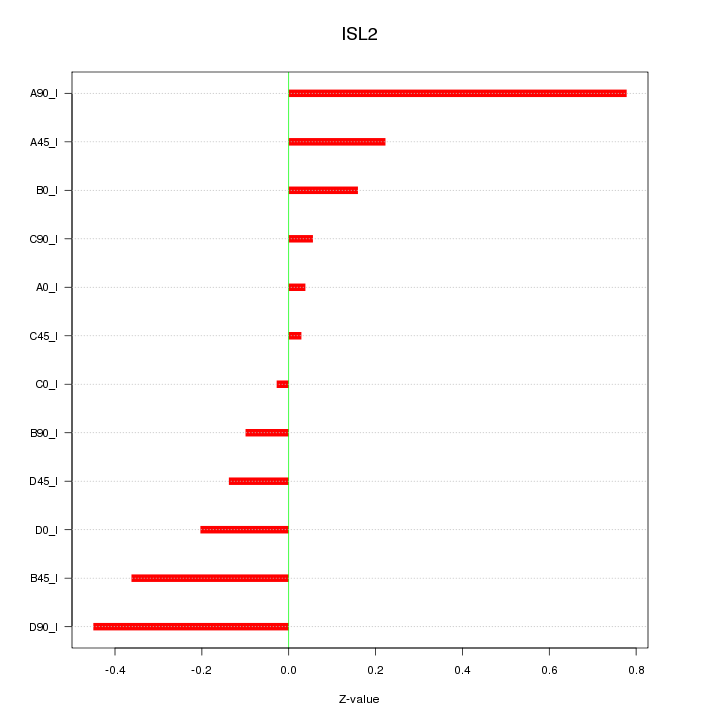 ISL2
A90_I
A45_I
B0_I
C90_I
A0_I
C45_I
C0_I
B90_I
D45_I
D0_I
B45_I
D90_I
-0.4 -0.2 0.0 0.2 0.4 0.6 0.8
Z-value